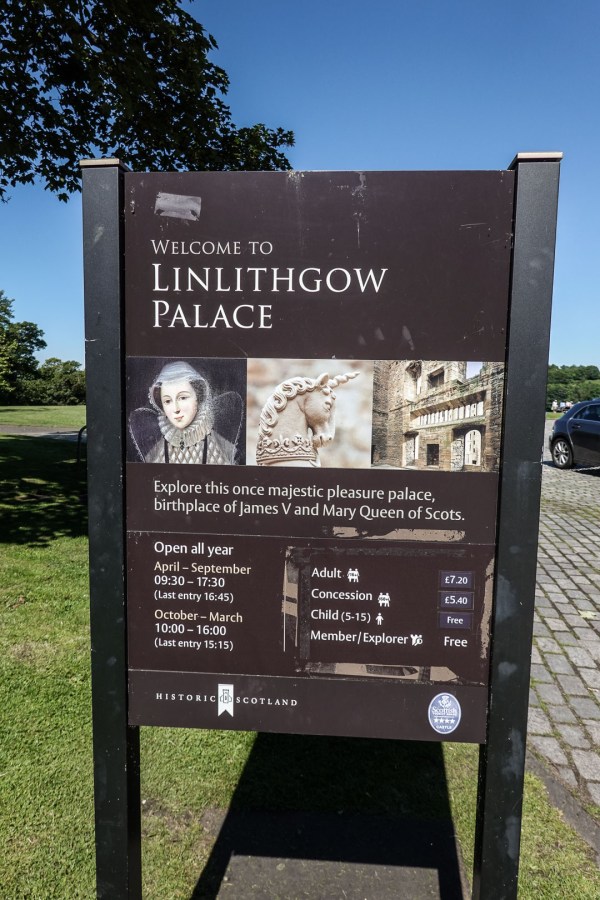 WELCOME TO
LINLITHGOW
PALACE
Explore this once majestic pleasure palace,
birthplace of James V and Mary Queen of Scots.
Open all year
April – September
09:30 – 17:30
(Last entry 16:45)
October – March
10:00 – 16:00
(Last entry 15:15)
Adult £7.20
Concession £5.40
Child (5-15) Free
Member/Explorer Free
HISTORIC SCOTLAND
Scottish
CASTLE